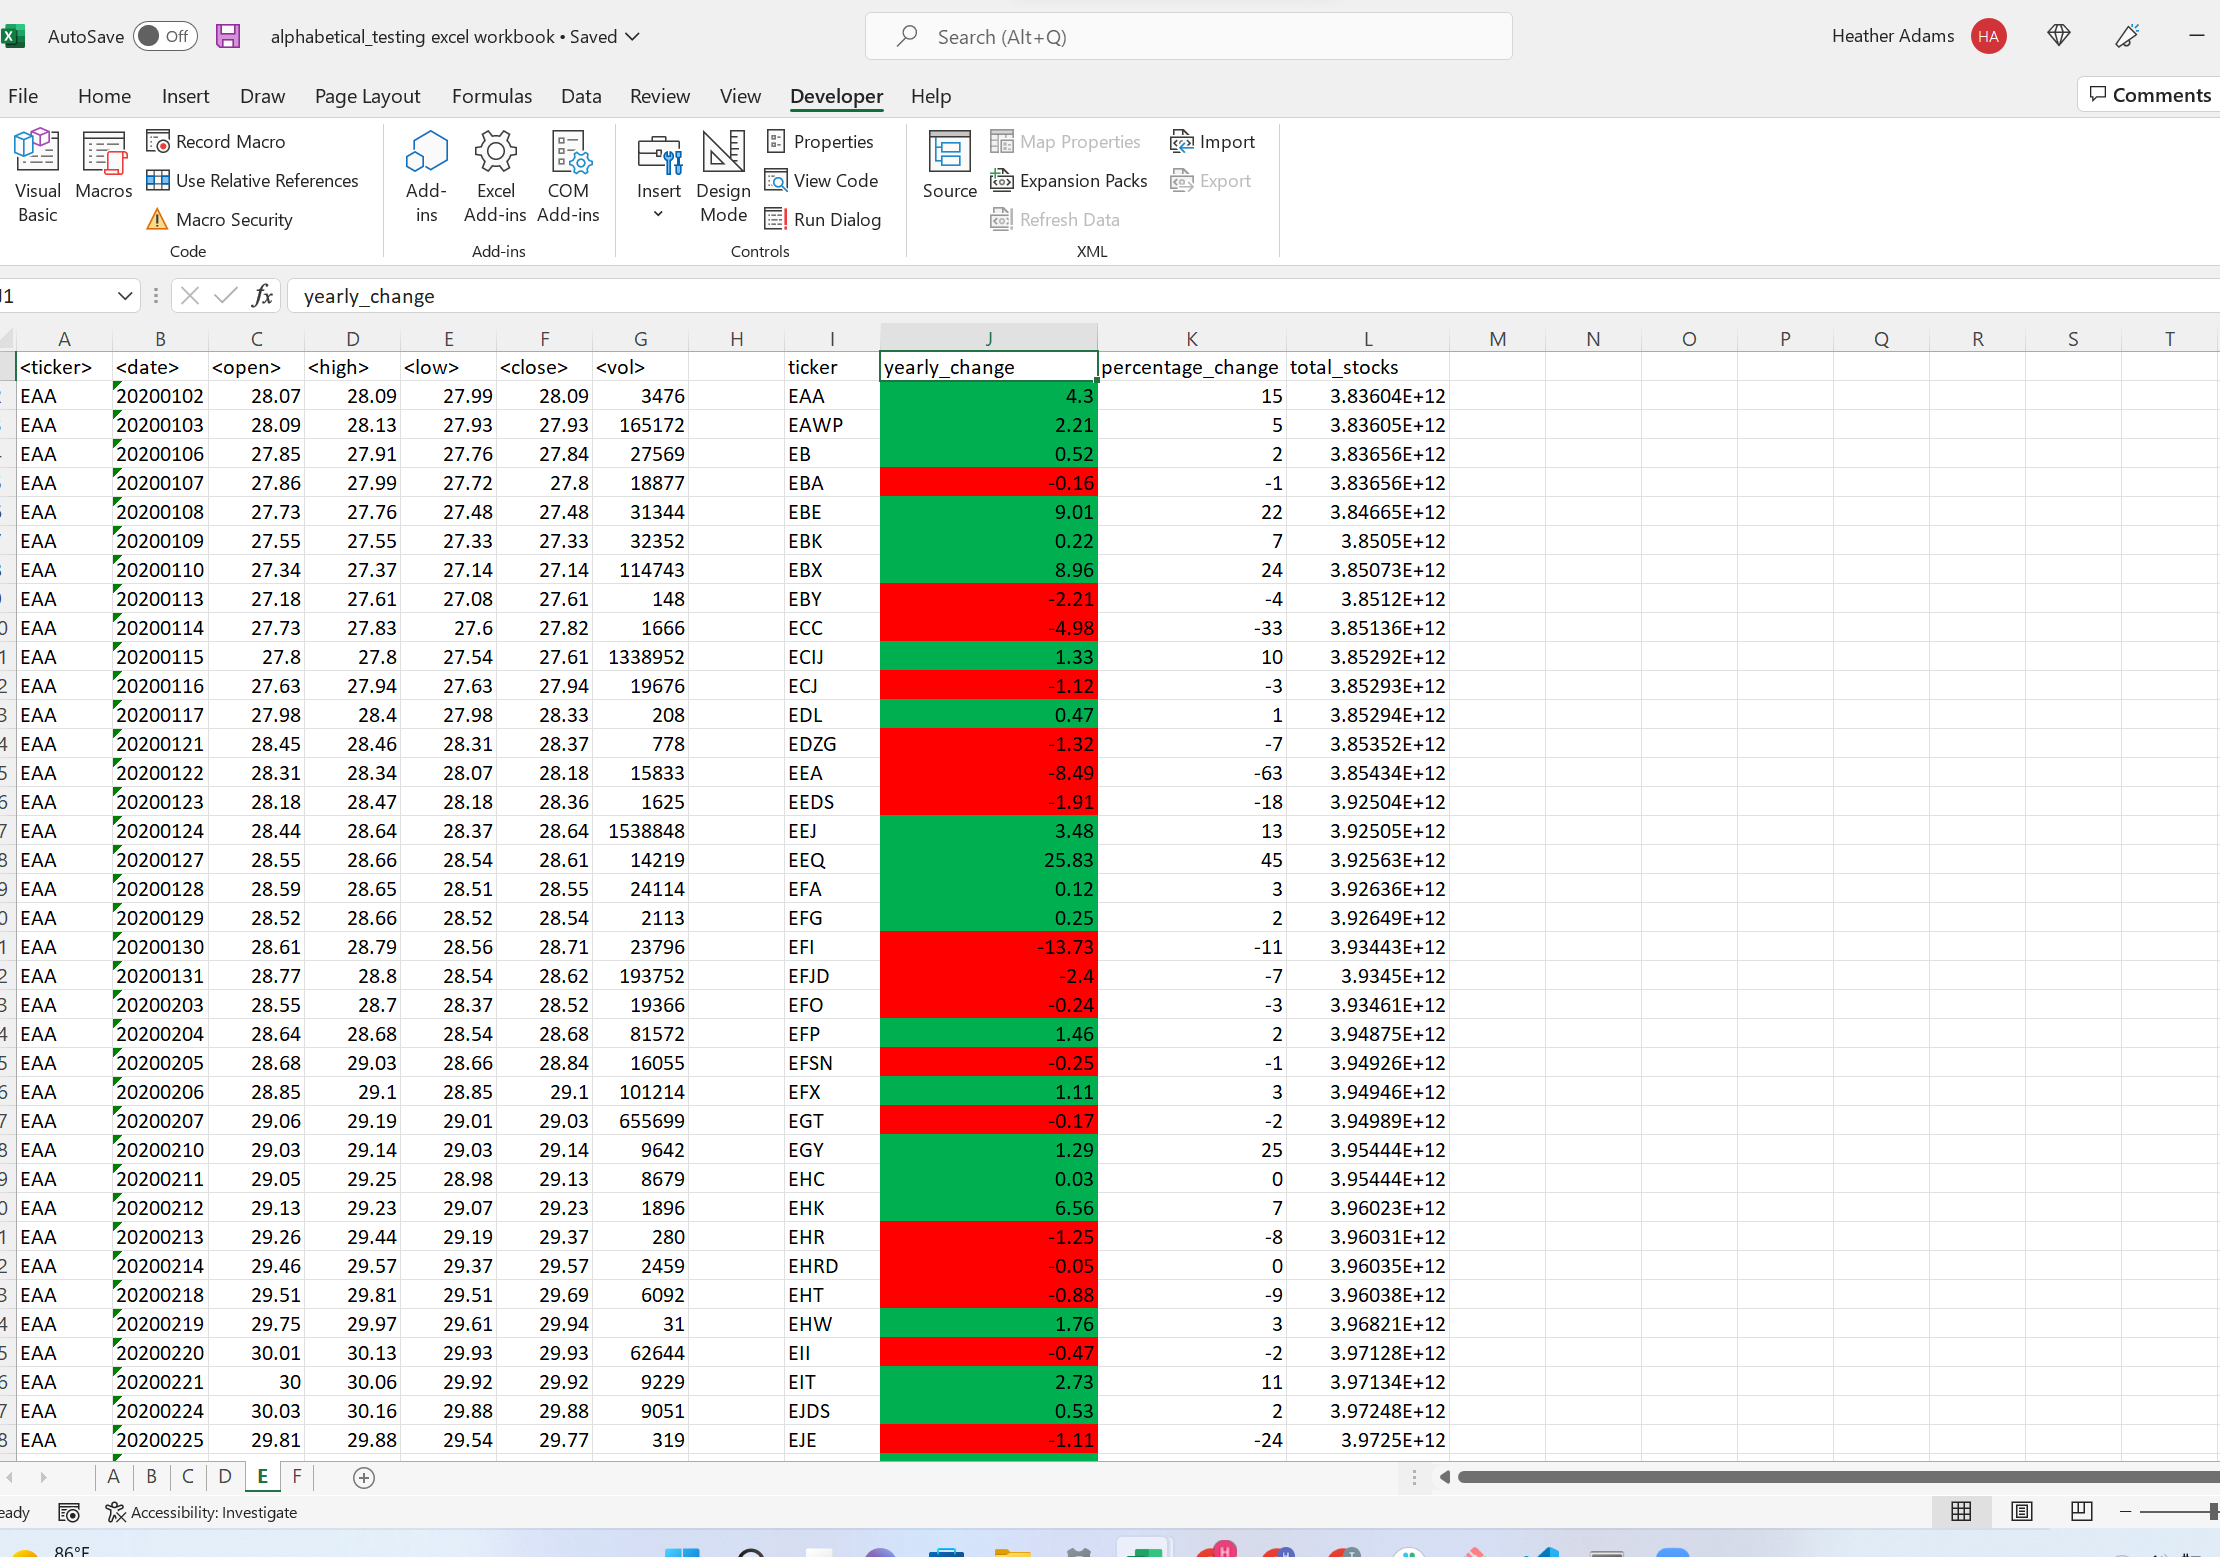 AutoSave Off alphabetical_testing excel workbook • Saved Search (Alt+Q) Heather Adams HA
File Home Insert Draw Page Layout Formulas Data Review View Developer Help Comments
Visual Basic Macros Record Macro Use Relative References Macro Security
Add-ins Excel Add-ins COM Add-ins
Insert Design Mode Properties View Code Run Dialog
Source Map Properties Expansion Packs Refresh Data Import Export
Code Add-ins Controls XML
J1 fx yearly_change
A B C D E F G H I J K L M N O P Q R S T
<ticker> <date> <open> <high> <low> <close> <vol> ticker yearly_change percentage_change total_stocks
EAA 20200102 28.07 28.09 27.99 28.09 3476 EAA 4.3 15 3.83604E+12
EAA 20200103 28.09 28.13 27.93 27.93 165172 EAWP 2.21 5 3.83605E+12
EAA 20200106 27.85 27.91 27.76 27.84 27569 EB 0.52 2 3.83656E+12
EAA 20200107 27.86 27.99 27.72 27.8 18877 EBA -0.16 -1 3.83656E+12
EAA 20200108 27.73 27.76 27.48 27.48 31344 EBE 9.01 22 3.84665E+12
EAA 20200109 27.55 27.55 27.33 27.33 32352 EBK 0.22 7 3.8505E+12
EAA 20200110 27.34 27.37 27.14 27.14 114743 EBX 8.96 24 3.85073E+12
EAA 20200113 27.18 27.61 27.08 27.61 148 EBY -2.21 -4 3.8512E+12
EAA 20200114 27.73 27.83 27.6 27.82 1666 ECC -4.98 -33 3.85136E+12
EAA 20200115 27.8 27.8 27.54 27.61 1338952 ECIJ 1.33 10 3.85292E+12
EAA 20200116 27.63 27.94 27.63 27.94 19676 ECJ -1.12 -3 3.85293E+12
EAA 20200117 27.98 28.4 27.98 28.33 208 EDL 0.47 1 3.85294E+12
EAA 20200121 28.45 28.46 28.31 28.37 778 EDZG -1.32 -7 3.85352E+12
EAA 20200122 28.31 28.34 28.07 28.18 15833 EEA -8.49 -63 3.85434E+12
EAA 20200123 28.18 28.47 28.18 28.36 1625 EEDS -1.91 -18 3.92504E+12
EAA 20200124 28.44 28.64 28.37 28.64 1538848 EEJ 3.48 13 3.92505E+12
EAA 20200127 28.55 28.66 28.54 28.61 14219 EEQ 25.83 45 3.92563E+12
EAA 20200128 28.59 28.65 28.51 28.55 24114 EFA 0.12 3 3.92636E+12
EAA 20200129 28.52 28.66 28.52 28.54 2113 EFG 0.25 2 3.92649E+12
EAA 20200130 28.61 28.79 28.56 28.71 23796 EFI -13.73 -11 3.93443E+12
EAA 20200131 28.77 28.8 28.54 28.62 193752 EFJD -2.4 -7 3.9345E+12
EAA 20200203 28.55 28.7 28.37 28.52 19366 EFO -0.24 -3 3.93461E+12
EAA 20200204 28.64 28.68 28.54 28.68 81572 EFP 1.46 2 3.94875E+12
EAA 20200205 28.68 29.03 28.66 28.84 16055 EFSN -0.25 -1 3.94926E+12
EAA 20200206 28.85 29.1 28.85 29.1 101214 EFX 1.11 3 3.94946E+12
EAA 20200207 29.06 29.19 29.01 29.03 655699 EGT -0.17 -2 3.94989E+12
EAA 20200210 29.03 29.14 29.03 29.14 9642 EGY 1.29 25 3.95444E+12
EAA 20200211 29.05 29.25 28.98 29.13 8679 EHC 0.03 0 3.95444E+12
EAA 20200212 29.13 29.23 29.07 29.23 1896 EHK 6.56 7 3.96023E+12
EAA 20200213 29.26 29.44 29.19 29.37 280 EHR -1.25 -8 3.96031E+12
EAA 20200214 29.46 29.57 29.37 29.57 2459 EHRD -0.05 0 3.96035E+12
EAA 20200218 29.51 29.81 29.51 29.69 6092 EHT -0.88 -9 3.96038E+12
EAA 20200219 29.75 29.97 29.61 29.94 31 EHW 1.76 3 3.96821E+12
EAA 20200220 30.01 30.13 29.93 29.93 62644 EII -0.47 -2 3.97128E+12
EAA 20200221 30 30.06 29.92 29.92 9229 EIT 2.73 11 3.97134E+12
EAA 20200224 30.03 30.16 29.88 29.88 9051 EJDS 0.53 2 3.97248E+12
EAA 20200225 29.81 29.88 29.54 29.77 319 EJE -1.11 -24 3.9725E+12
A B C D E F
eady Accessibility: Investigate
86°F